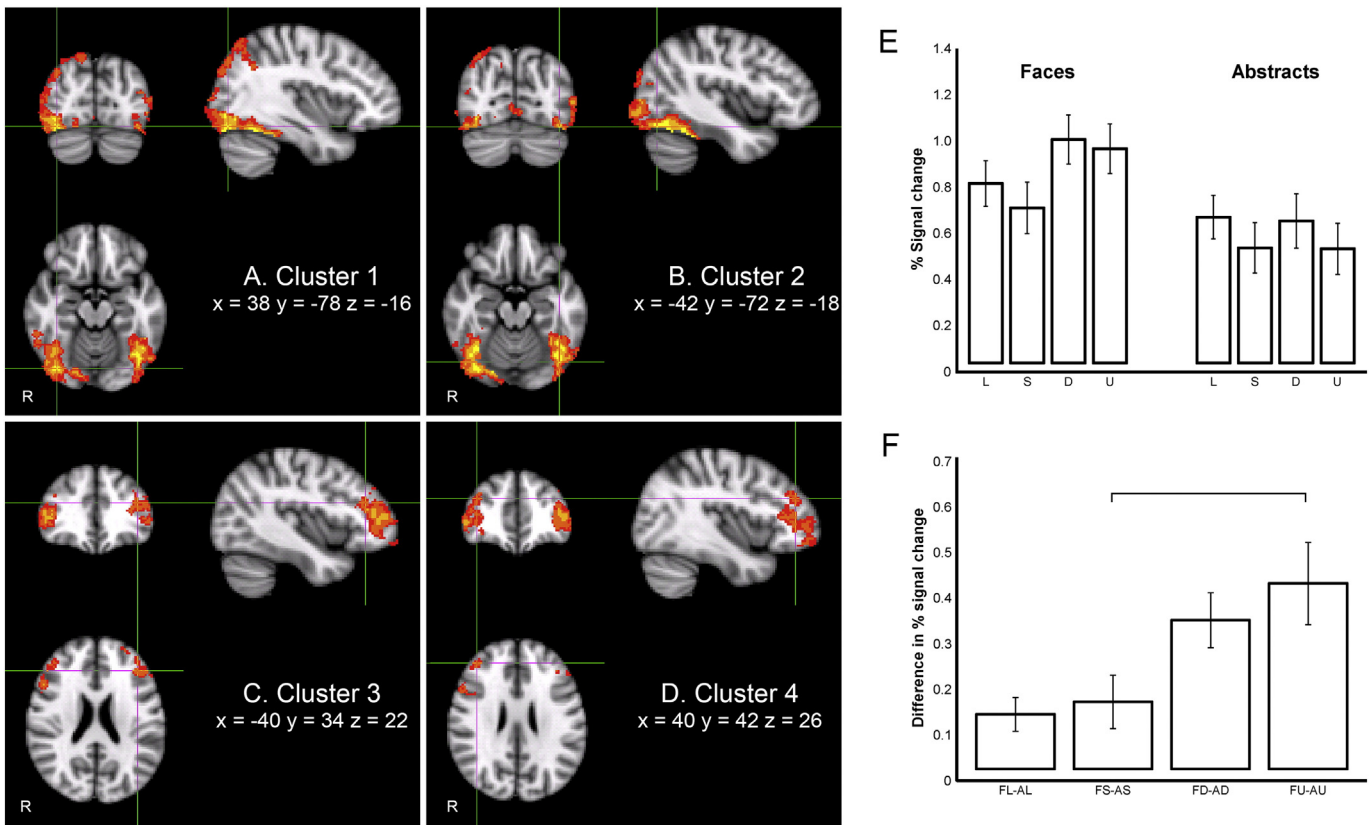 A. Cluster 1
x = 38 y = -78 z = -16
R
B. Cluster 2
x = -42 y = -72 z = -18
R
C. Cluster 3
x = -40 y = 34 z = 22
R
D. Cluster 4
x = 40 y = 42 z = 26
R
E
1.4
1.2
1.0
0.8
0.6
0.4
0.2
0
% Signal change
Faces Abstracts
L S D U L S D U
F
0.7
0.6
0.5
0.4
0.3
0.2
0.1
0
Difference in % signal change
FL-AL FS-AS FD-AD FU-AU